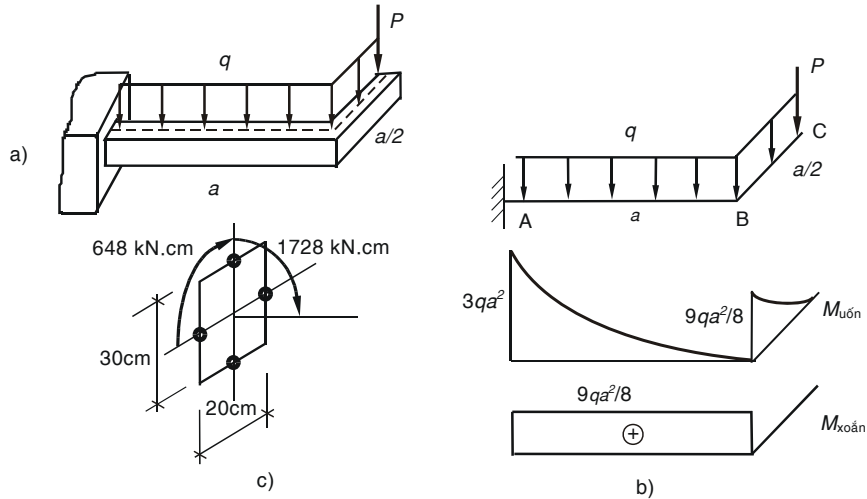 P
q
a/2
a)
a
648 kN.cm
1728 kN.cm
30cm
20cm
c)
P
q
C
a/2
A
a
B
3qa²
9qa²/8
Muốn
9qa²/8
Mxoắn
b)